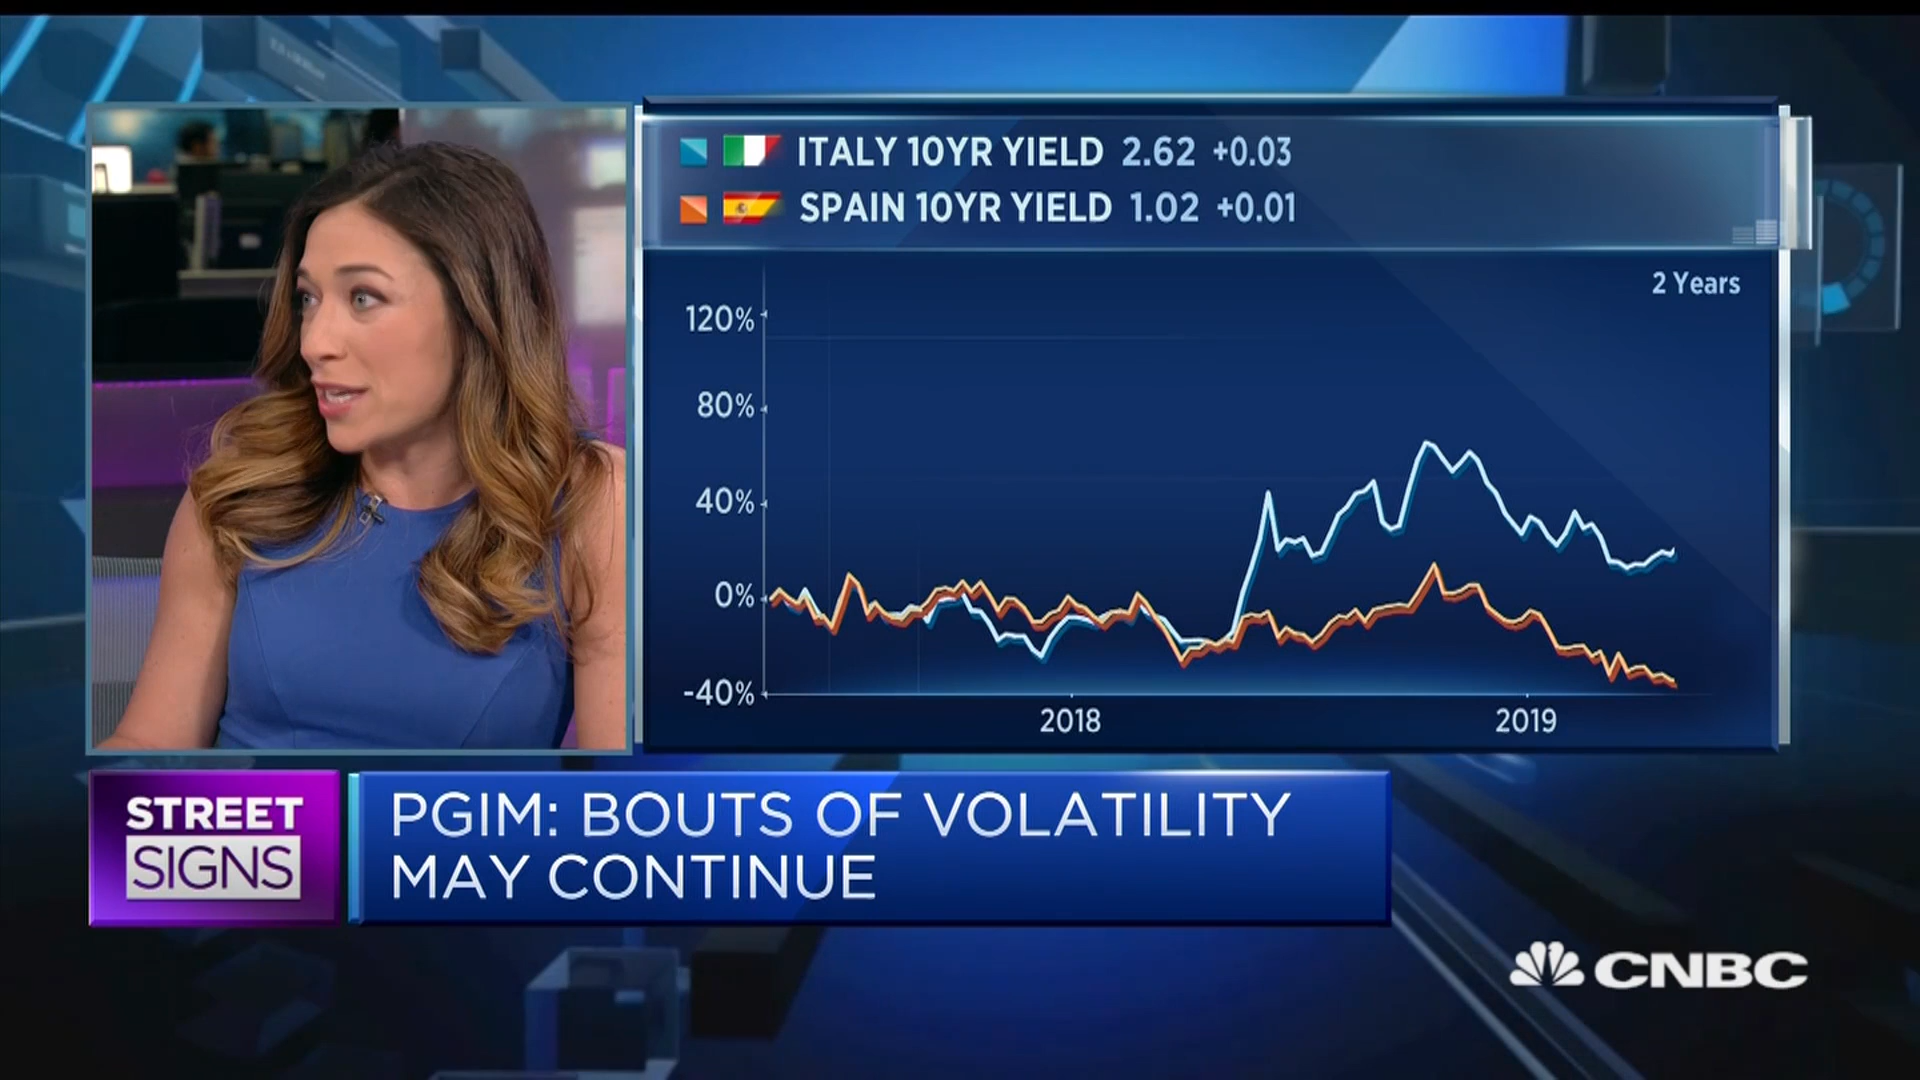 ITALY 10YR YIELD 2.62 +0.03
SPAIN 10YR YIELD 1.02 +0.01
2 Years
120%
80%
40%
0%
-40%
2018
2019
STREET
SIGNS
PGIM: BOUTS OF VOLATILITY
MAY CONTINUE
CNBC